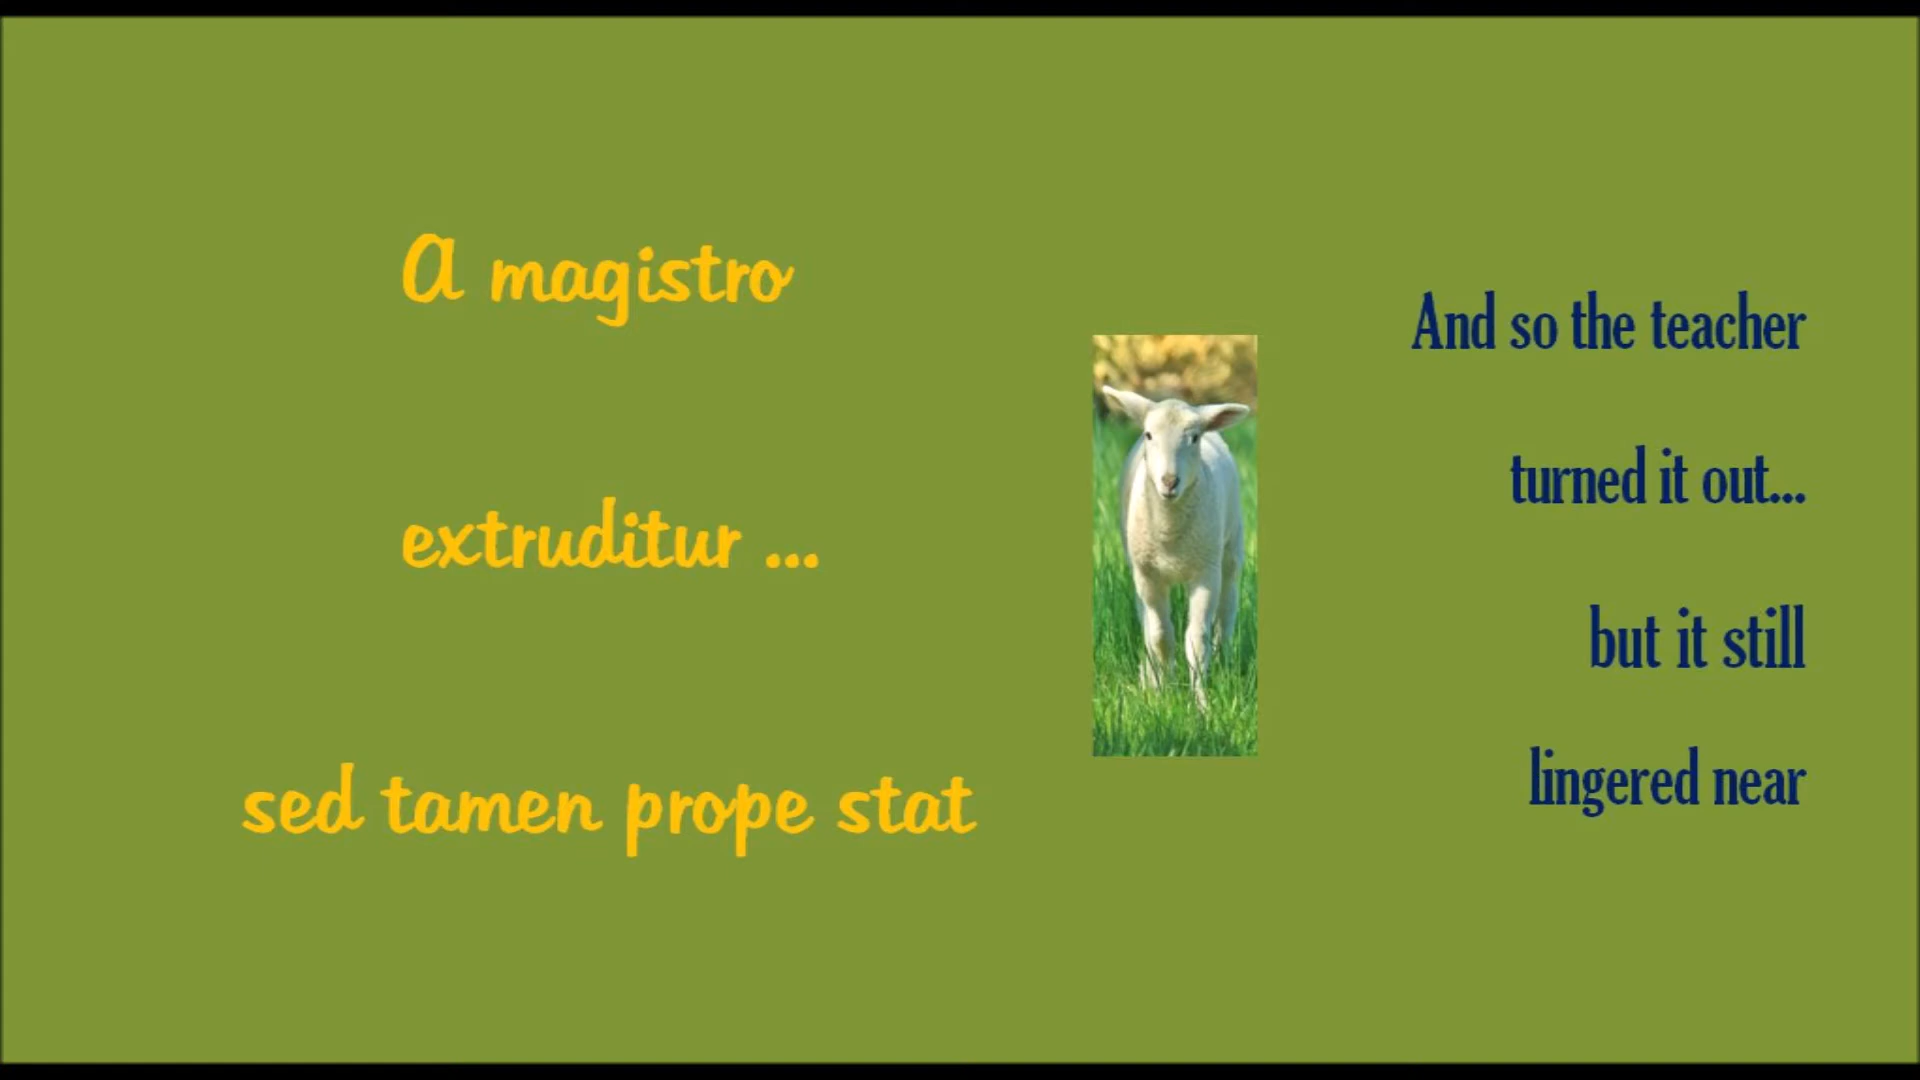 A magistro
extruditur ...
sed tamen prope stat
And so the teacher
turned it out...
but it still
lingered near